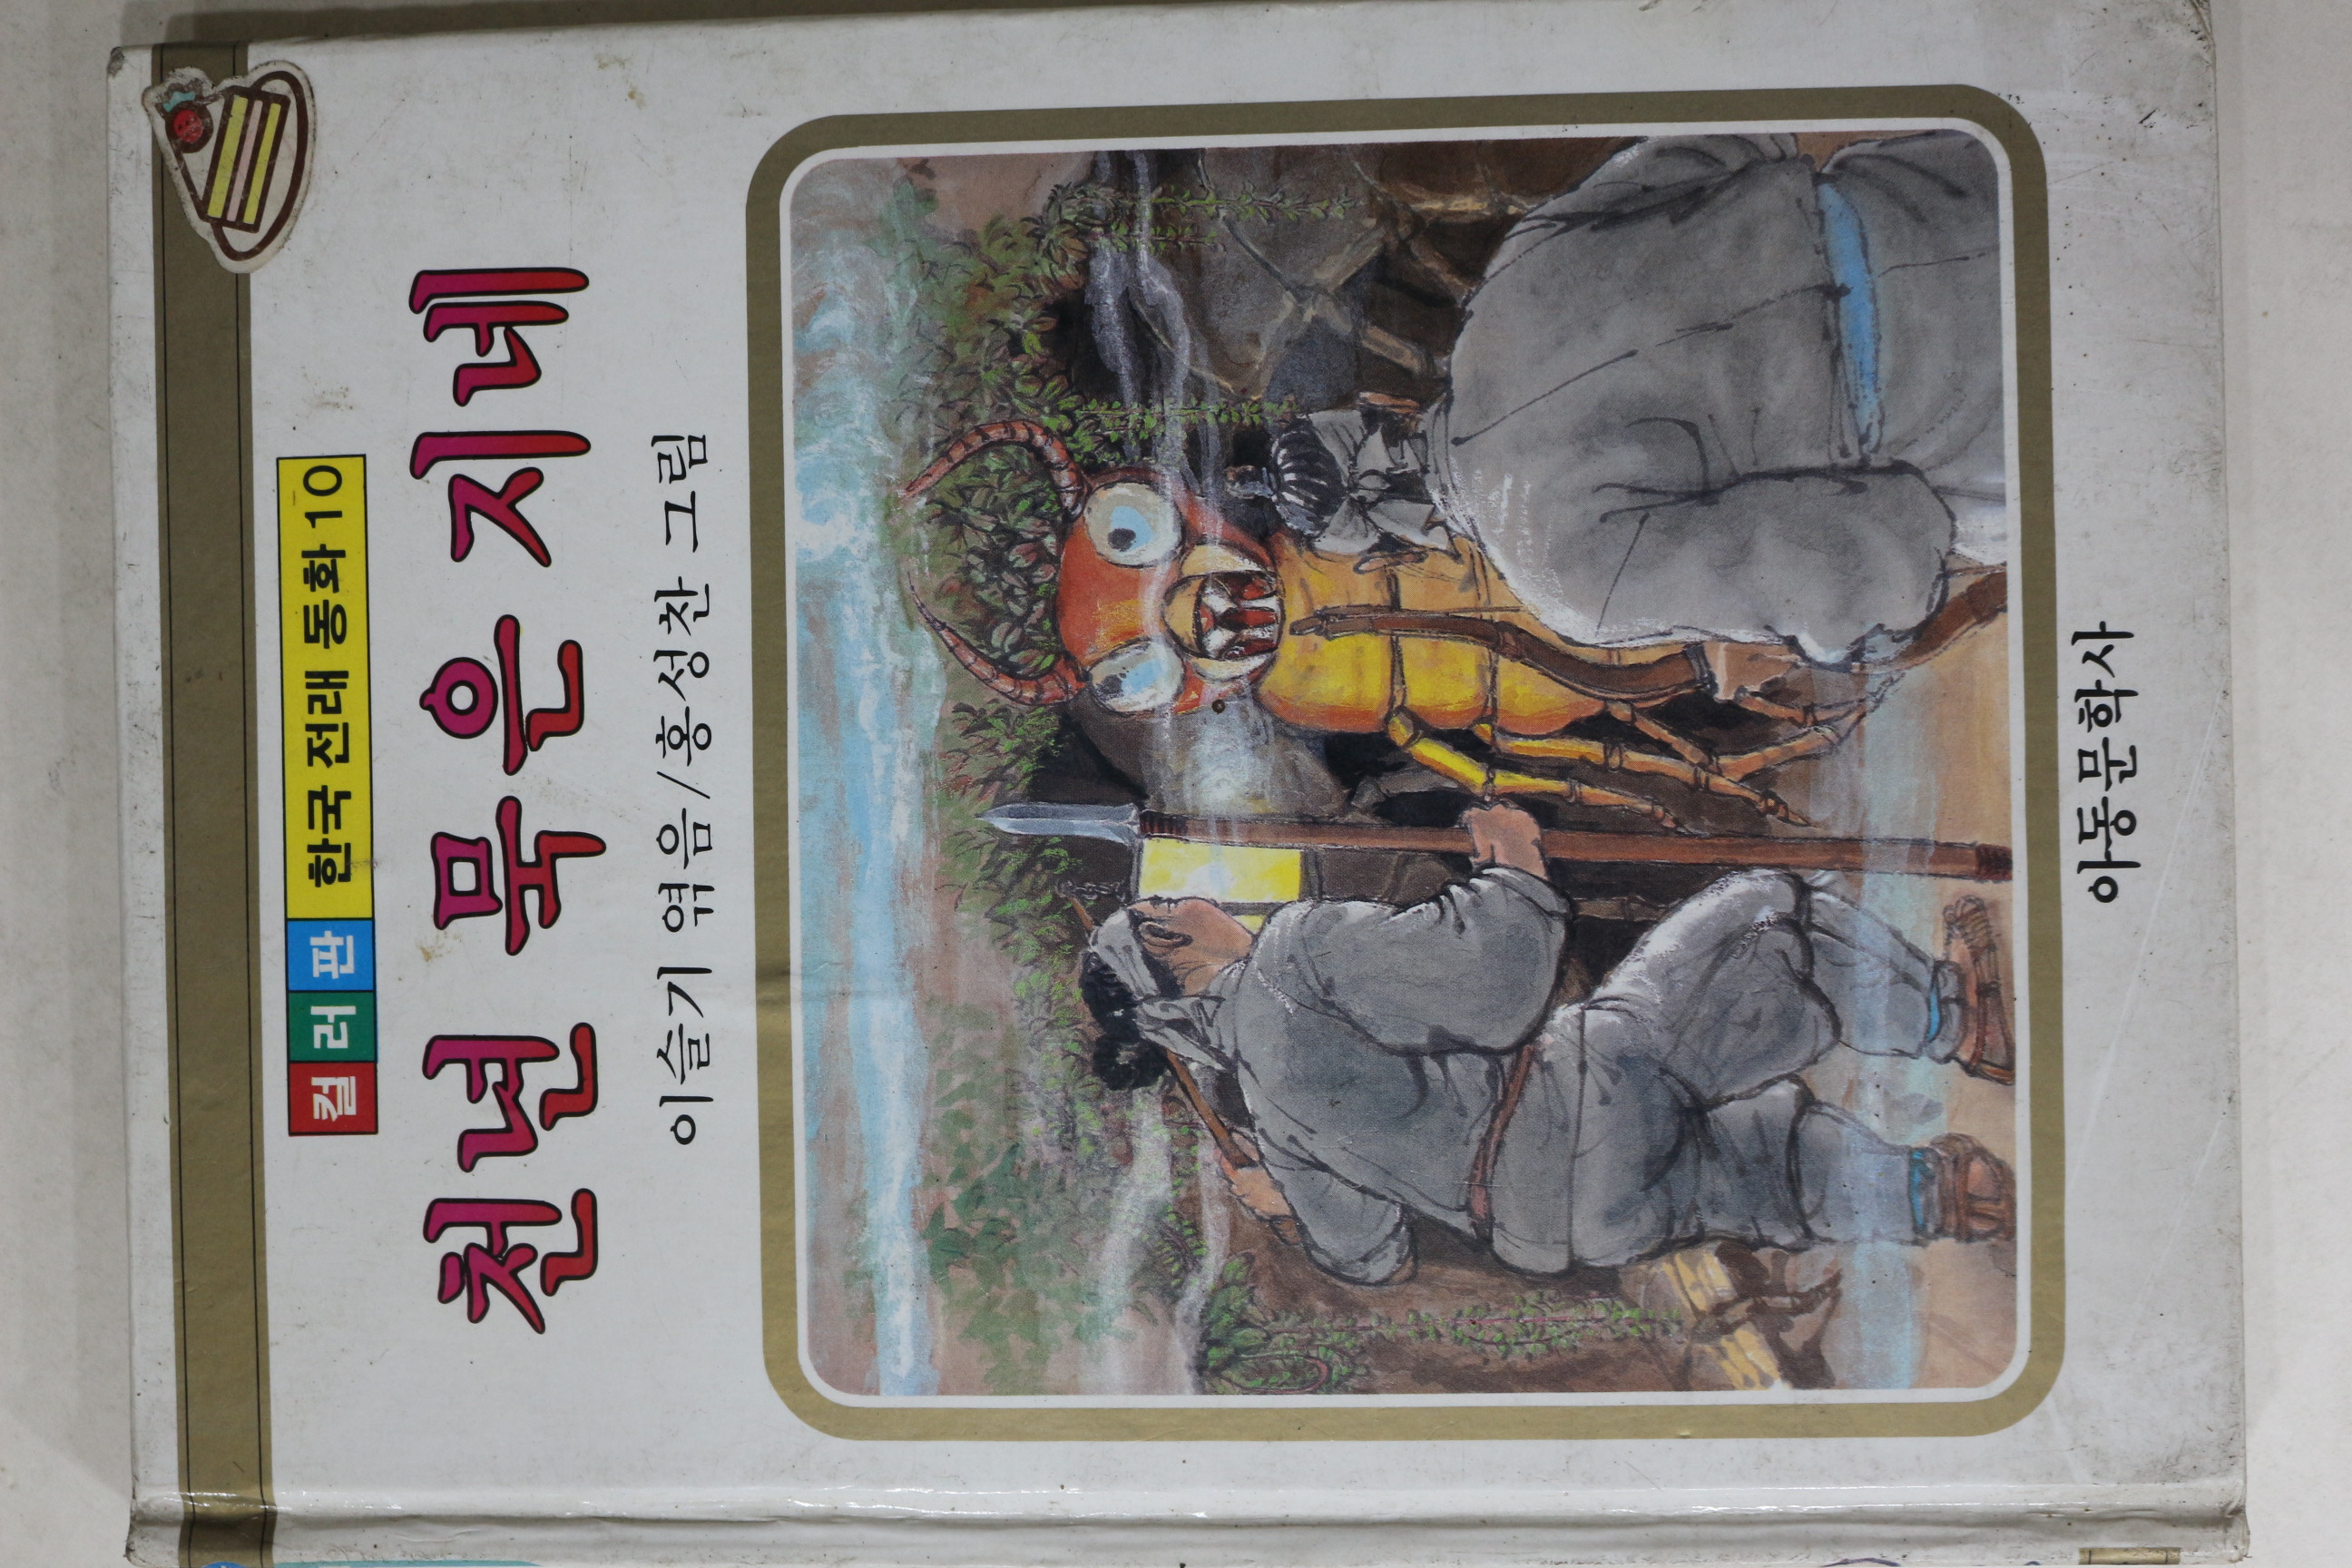 컬러판 한국 전래 동화 10
천년 묵은 지네
이슬기 엮음/홍성찬 그림
아동문학사